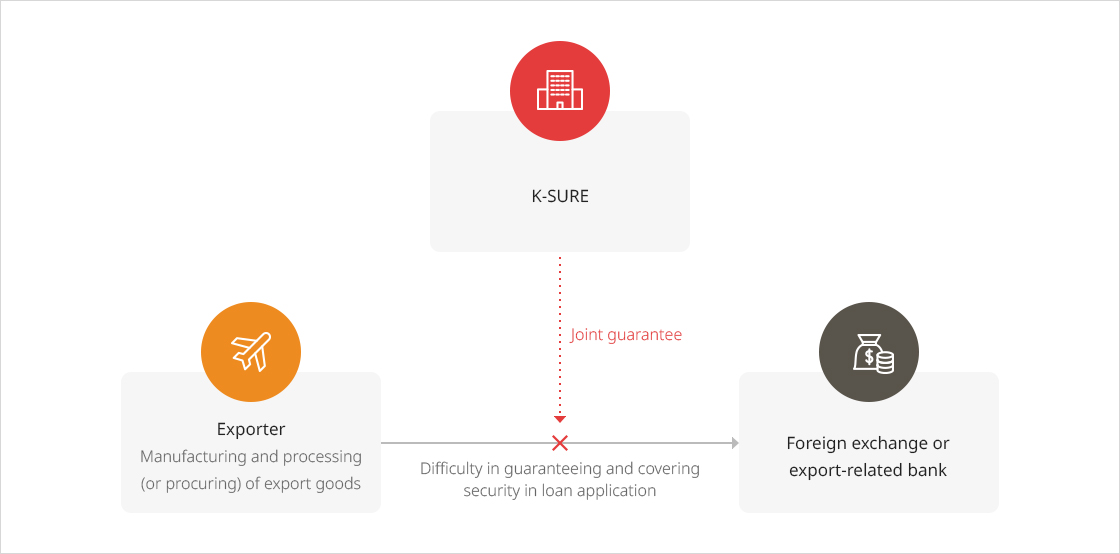 K-SURE
Joint guarantee
Exporter
Manufacturing and processing
(or procuring) of export goods
Difficulty in guaranteeing and covering
security in loan application
Foreign exchange or
export-related bank
$